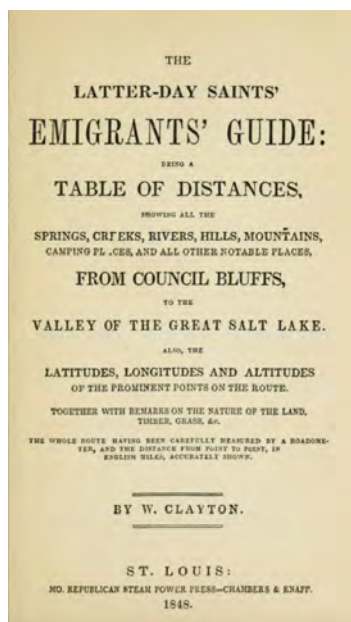 THE
LATTER-DAY SAINTS'
EMIGRANTS' GUIDE:
BEING A
TABLE OF DISTANCES,
SHOWING ALL THE
SPRINGS, CREEKS, RIVERS, HILLS, MOUNTAINS,
CAMPING PLACES, AND ALL OTHER NOTABLE PLACES,
FROM COUNCIL BLUFFS,
TO THE
VALLEY OF THE GREAT SALT LAKE.
ALSO, THE
LATITUDES, LONGITUDES AND ALTITUDES
OF THE PROMINENT POINTS ON THE ROUTE.
TOGETHER WITH REMARKS ON THE NATURE OF THE LAND,
TIMBER, GRASS, &c.
THE WHOLE ROUTE HAVING BEEN CAREFULLY MEASURED BY A ROADOME-
TER, AND THE DISTANCE FROM POINT TO POINT, IN
ENGLISH MILES, ACCURATELY SHOWN.
BY W. CLAYTON.
ST. LOUIS:
MO. REPUBLICAN STEAM POWER PRESS—CHAMBERS & KNAPP.
1848.